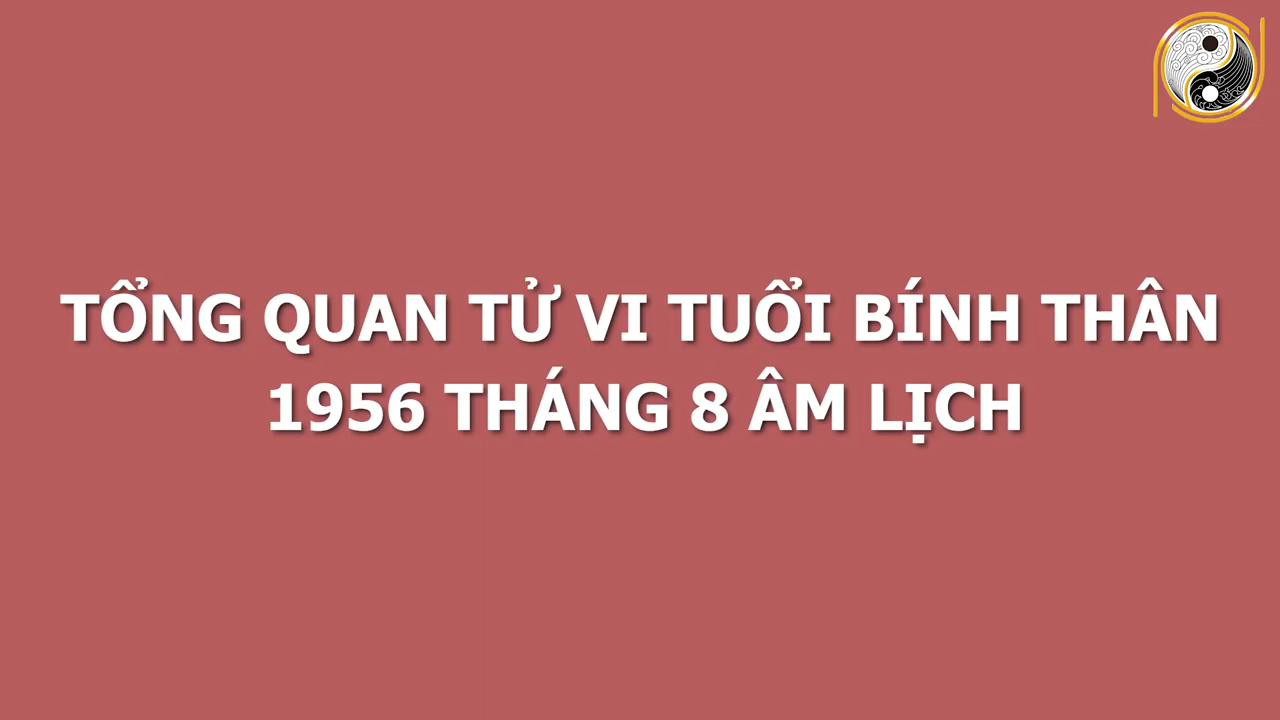 TỔNG QUAN TỬ VI TUỔI BÍNH THÂN
1956 THÁNG 8 ÂM LỊCH